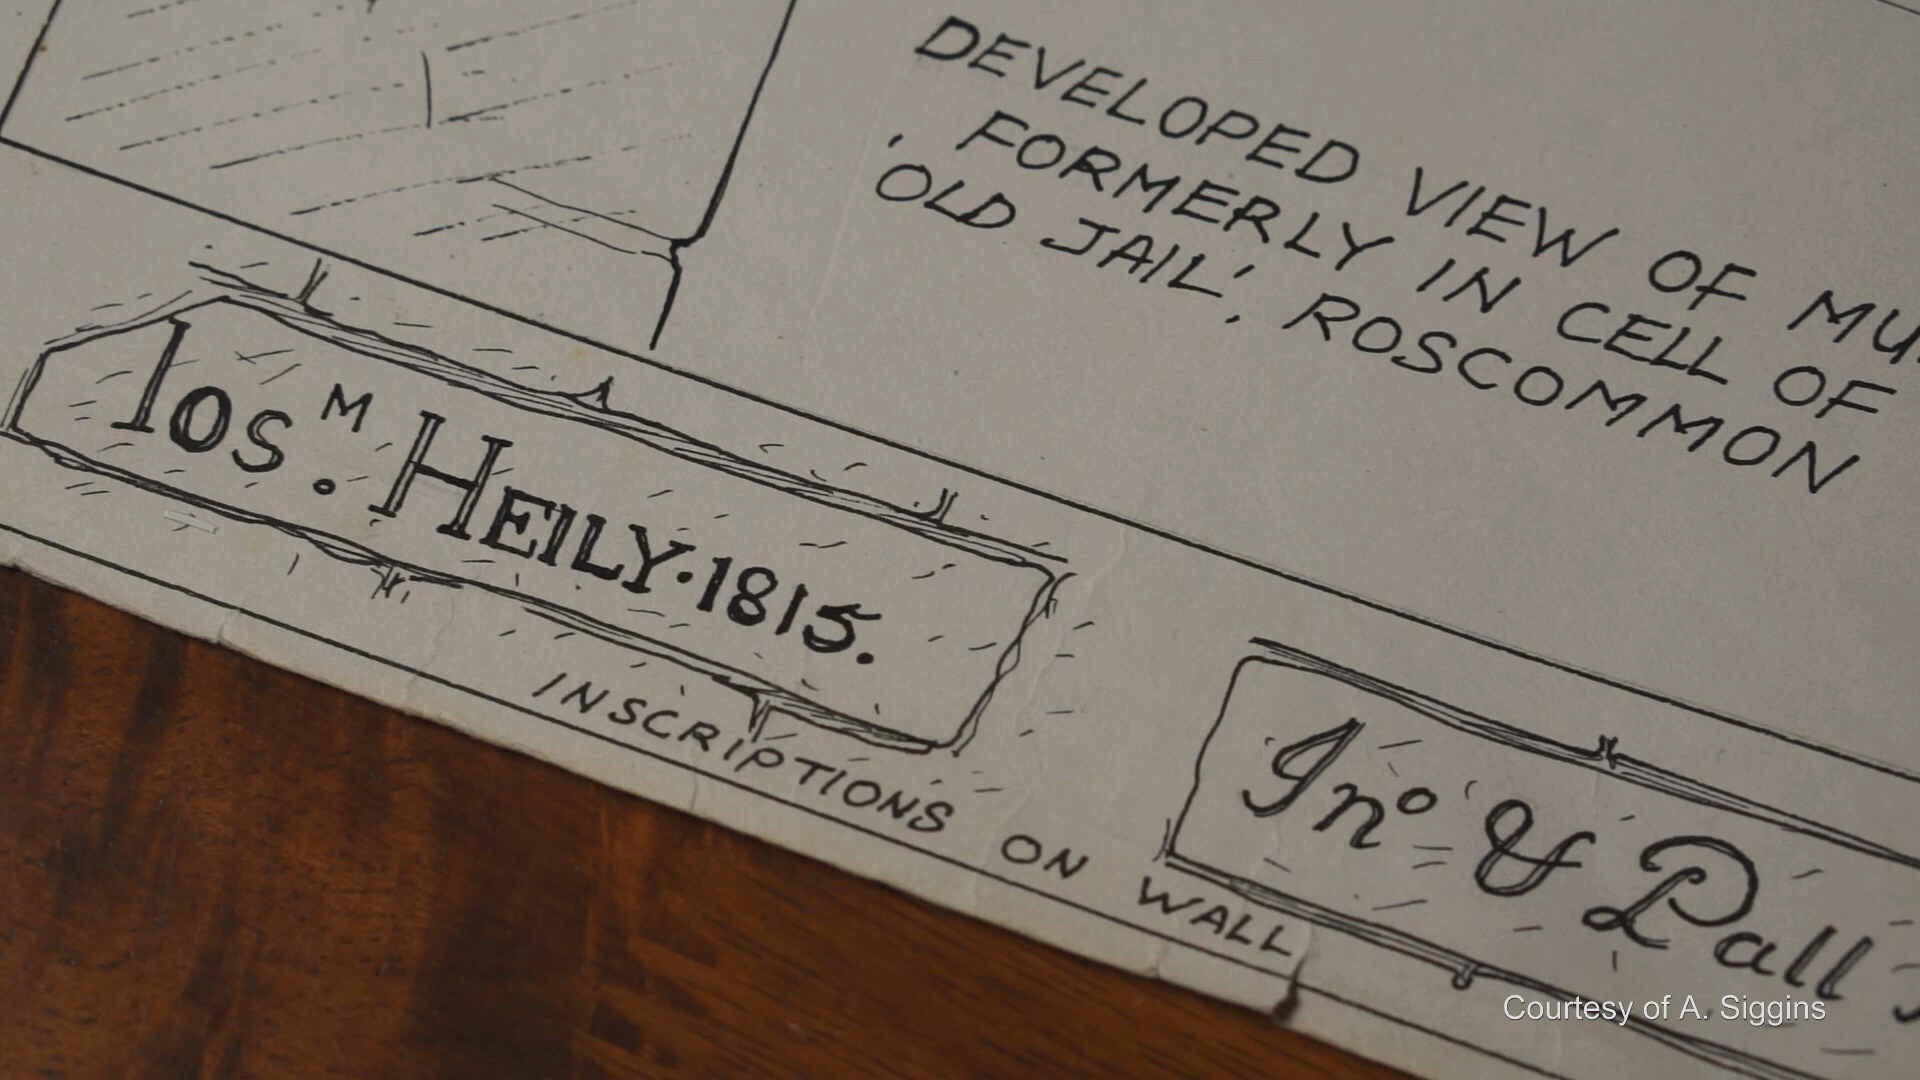 DEVELOPED VIEW OF
FORMERLY IN CELL OF
'OLD JAIL', ROSCOMMON
Ios.ᴹ HEILY·1815.
INSCRIPTIONS ON WALL
Jnº & Pall
Courtesy of A. Siggins